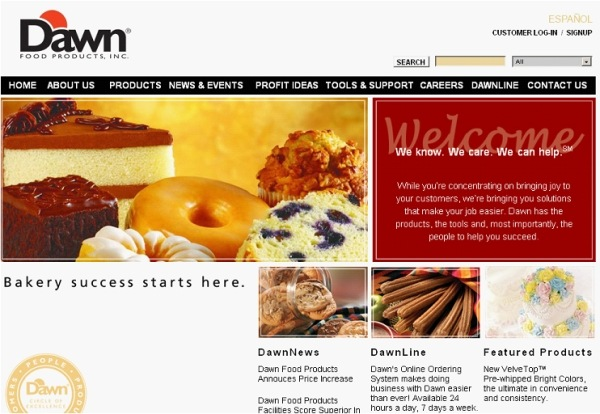 Dawn®
FOOD PRODUCTS, INC.
ESPAÑOL
CUSTOMER LOG-IN / SIGNUP
SEARCH
All
HOME ABOUT US PRODUCTS NEWS & EVENTS PROFIT IDEAS TOOLS & SUPPORT CAREERS DAWNLINE CONTACT US
Welcome
We know. We care. We can help.℠
While you're concentrating on bringing joy to
your customers, we're bringing you solutions
that make your job easier. Dawn has the
products, the tools and, most importantly, the
people to help you succeed.
Bakery success starts here.
DawnNews
Dawn Food Products
Annouces Price Increase
Dawn Food Products
Facilities Score Superior In
DawnLine
Dawn's Online Ordering
System makes doing
business with Dawn easier
than ever! Available 24
hours a day, 7 days a week.
Featured Products
New VelveTop™
Pre-whipped Bright Colors,
the ultimate in convenience
and consistency.
PEOPLE
Dawn
CIRCLE OF
EXCELLENCE